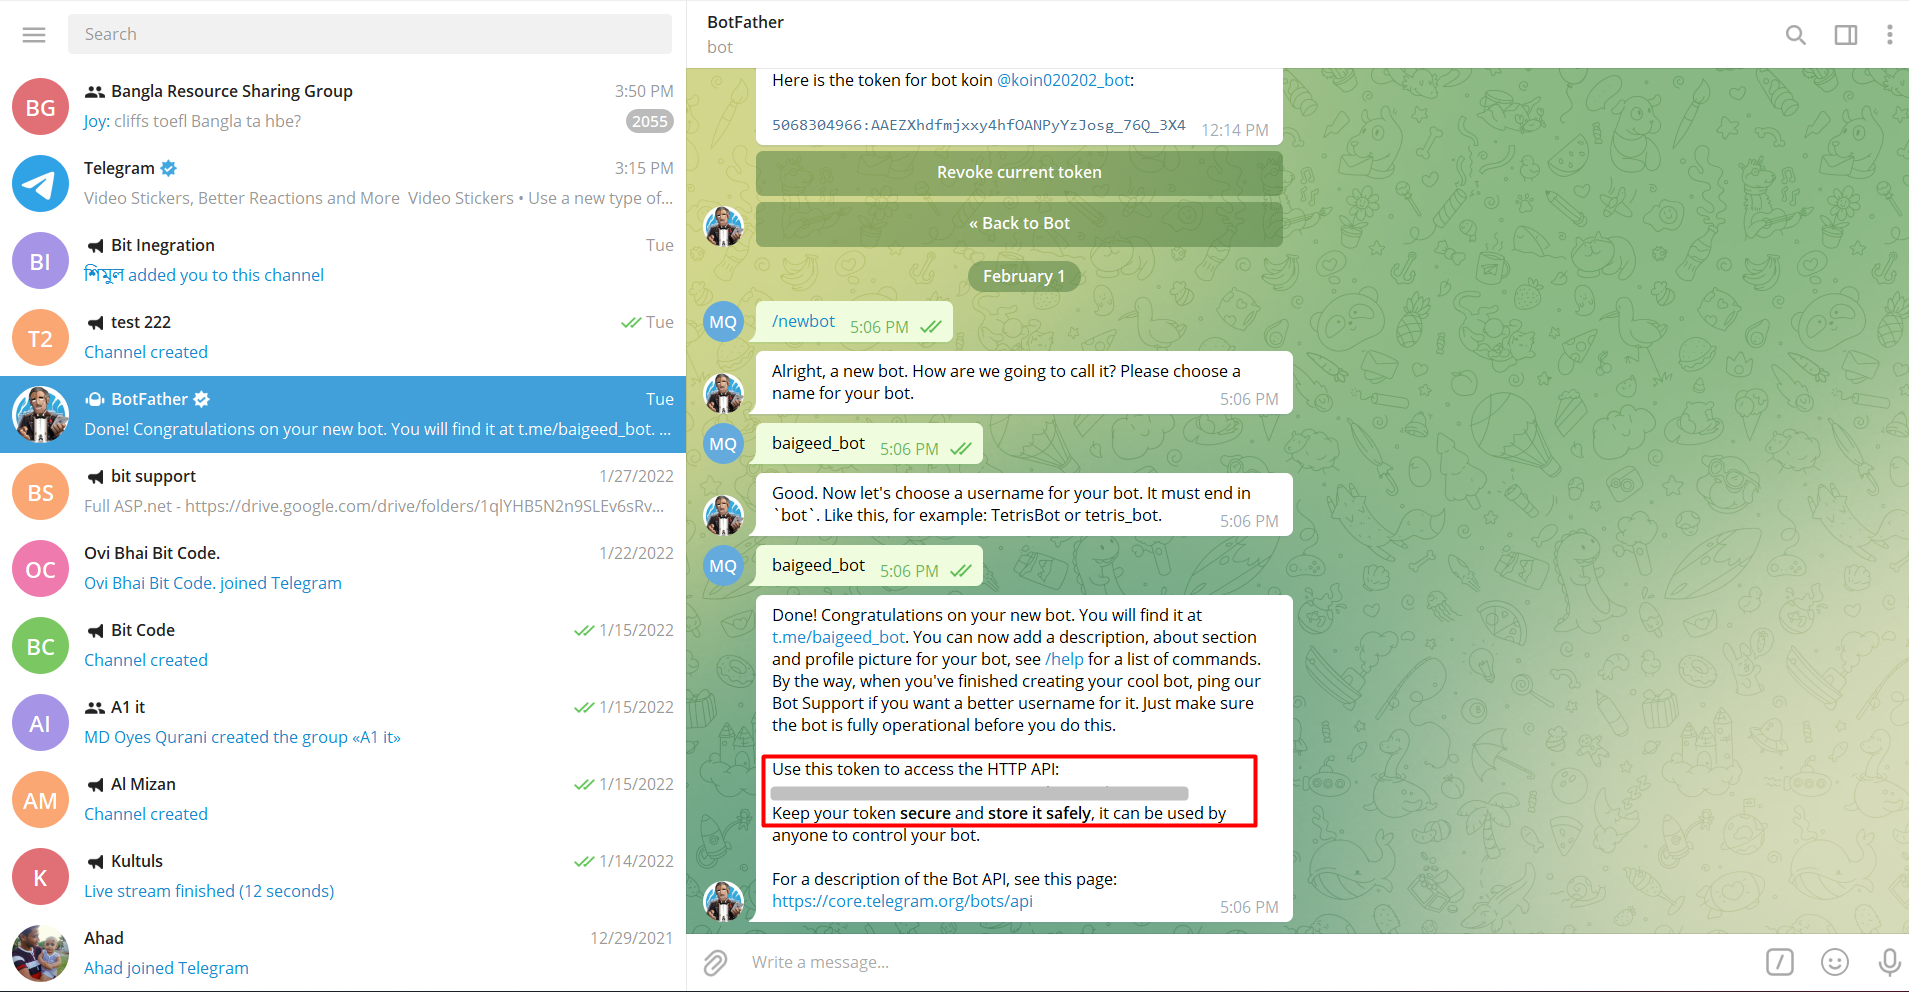 Search
BG
Bangla Resource Sharing Group
3:50 PM
Joy: cliffs toefl Bangla ta hbe?
2055
Telegram
3:15 PM
Video Stickers, Better Reactions and More Video Stickers • Use a new type of...
BI
Bit Inegration
Tue
শিমুল added you to this channel
T2
test 222
Tue
Channel created
BotFather
Tue
Done! Congratulations on your new bot. You will find it at t.me/baigeed_bot. ...
BS
bit support
1/27/2022
Full ASP.net - https://drive.google.com/drive/folders/1qlYHB5N2n9SLEv6sRv...
OC
Ovi Bhai Bit Code.
1/22/2022
Ovi Bhai Bit Code. joined Telegram
BC
Bit Code
1/15/2022
Channel created
AI
A1 it
1/15/2022
MD Oyes Qurani created the group «A1 it»
AM
Al Mizan
1/15/2022
Channel created
K
Kultuls
1/14/2022
Live stream finished (12 seconds)
Ahad
12/29/2021
Ahad joined Telegram
BotFather
bot
Here is the token for bot koin @koin020202_bot:
5068304966:AAEZXhdfmjxxy4hfOANPyYzJosg_76Q_3X4
12:14 PM
Revoke current token
« Back to Bot
February 1
MQ
/newbot
5:06 PM
Alright, a new bot. How are we going to call it? Please choose a
name for your bot.
5:06 PM
MQ
baigeed_bot
5:06 PM
Good. Now let's choose a username for your bot. It must end in
`bot`. Like this, for example: TetrisBot or tetris_bot.
5:06 PM
MQ
baigeed_bot
5:06 PM
Done! Congratulations on your new bot. You will find it at
t.me/baigeed_bot. You can now add a description, about section
and profile picture for your bot, see /help for a list of commands.
By the way, when you've finished creating your cool bot, ping our
Bot Support if you want a better username for it. Just make sure
the bot is fully operational before you do this.
Use this token to access the HTTP API:
Keep your token secure and store it safely, it can be used by
anyone to control your bot.
For a description of the Bot API, see this page:
https://core.telegram.org/bots/api
5:06 PM
Write a message...